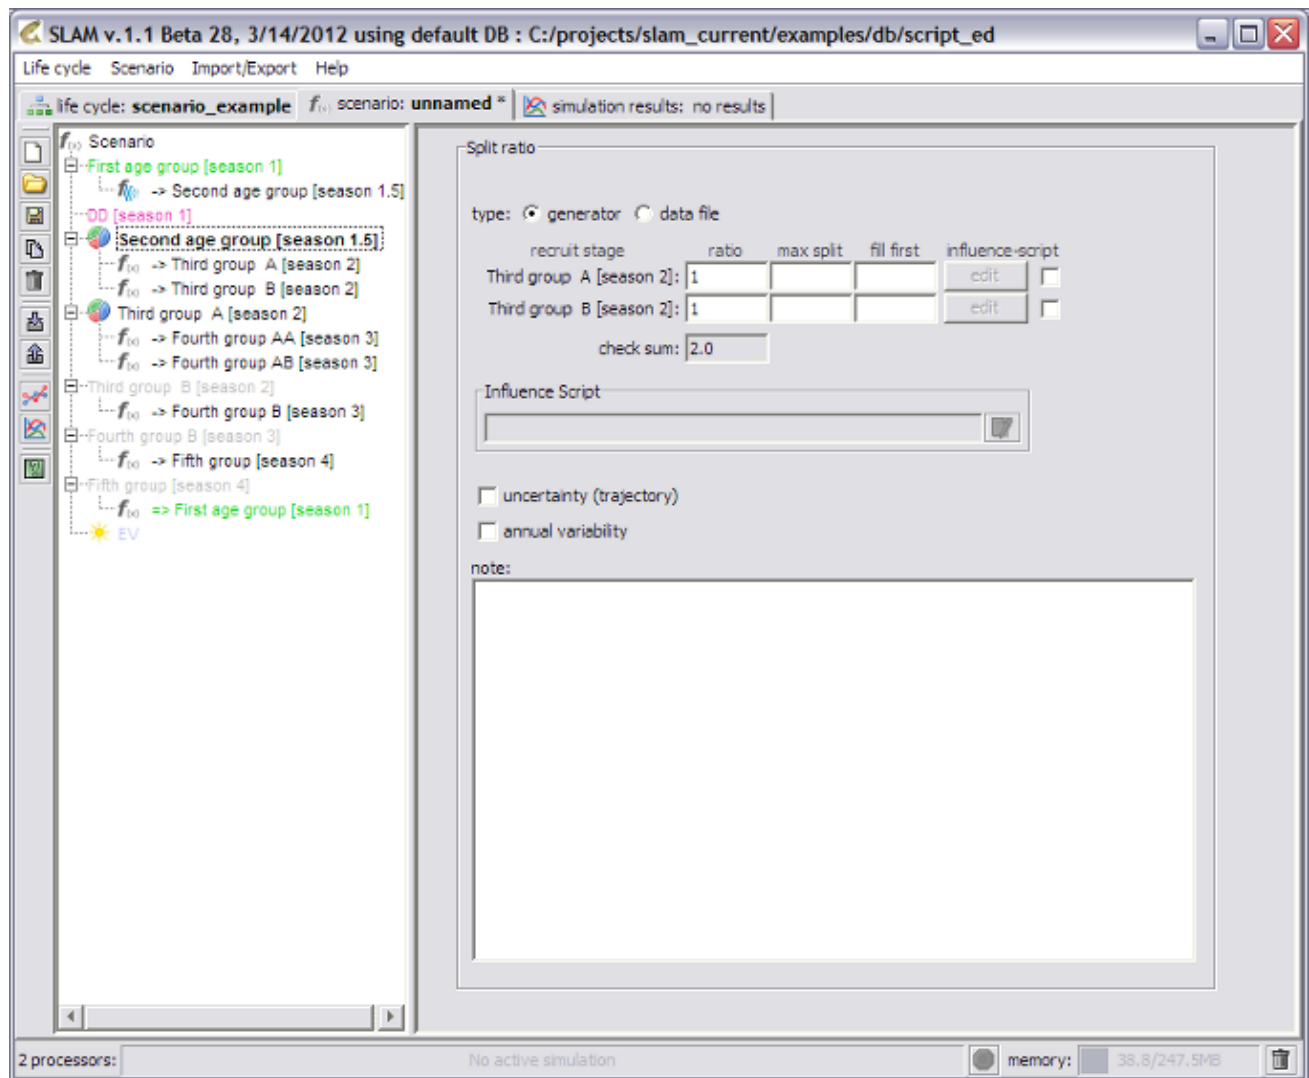 SLAM v.1.1 Beta 28, 3/14/2012 using default DB : C:/projects/slam_current/examples/db/script_ed
Life cycle Scenario Import/Export Help
life cycle: scenario_example f(x) scenario: unnamed * simulation results: no results
f(x) Scenario
First age group [season 1]
-> Second age group [season 1.5]
DD [season 1]
Second age group [season 1.5]
f(x) -> Third group A [season 2]
f(x) -> Third group B [season 2]
Third group A [season 2]
f(x) -> Fourth group AA [season 3]
f(x) -> Fourth group AB [season 3]
Third group B [season 2]
f(x) -> Fourth group B [season 3]
Fourth group B [season 3]
f(x) -> Fifth group [season 4]
Fifth group [season 4]
f(x) => First age group [season 1]
EV
Split ratio
type: generator data file
recruit stage ratio max split fill first influence-script
Third group A [season 2]: 1 edit
Third group B [season 2]: 1 edit
check sum: 2.0
Influence Script
uncertainty (trajectory)
annual variability
note:
2 processors: No active simulation memory: 38.8/247.5MB